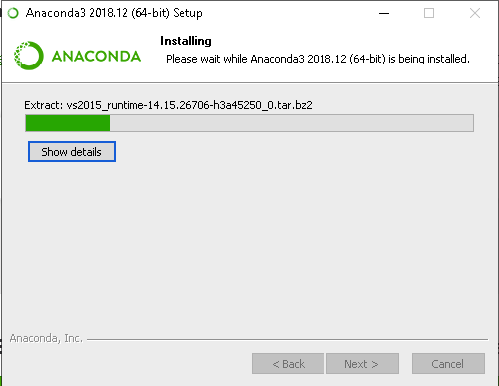 Anaconda3 2018.12 (64-bit) Setup
ANACONDA
Installing
Please wait while Anaconda3 2018.12 (64-bit) is being installed.
Extract: vs2015_runtime-14.15.26706-h3a45250_0.tar.bz2
Show details
Anaconda, Inc.
< Back
Next >
Cancel